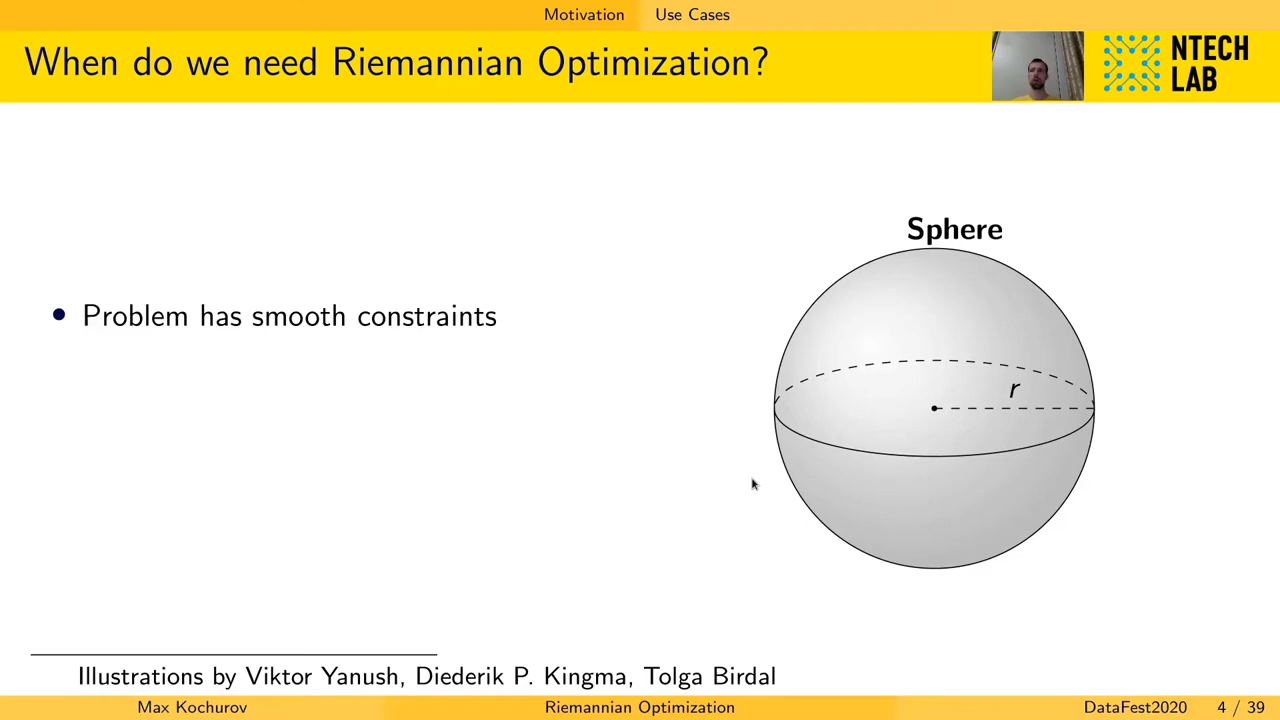 Motivation Use Cases
When do we need Riemannian Optimization?
NTECH
LAB
Sphere
• Problem has smooth constraints
r
Illustrations by Viktor Yanush, Diederik P. Kingma, Tolga Birdal
Max Kochurov Riemannian Optimization DataFest2020 4 / 39